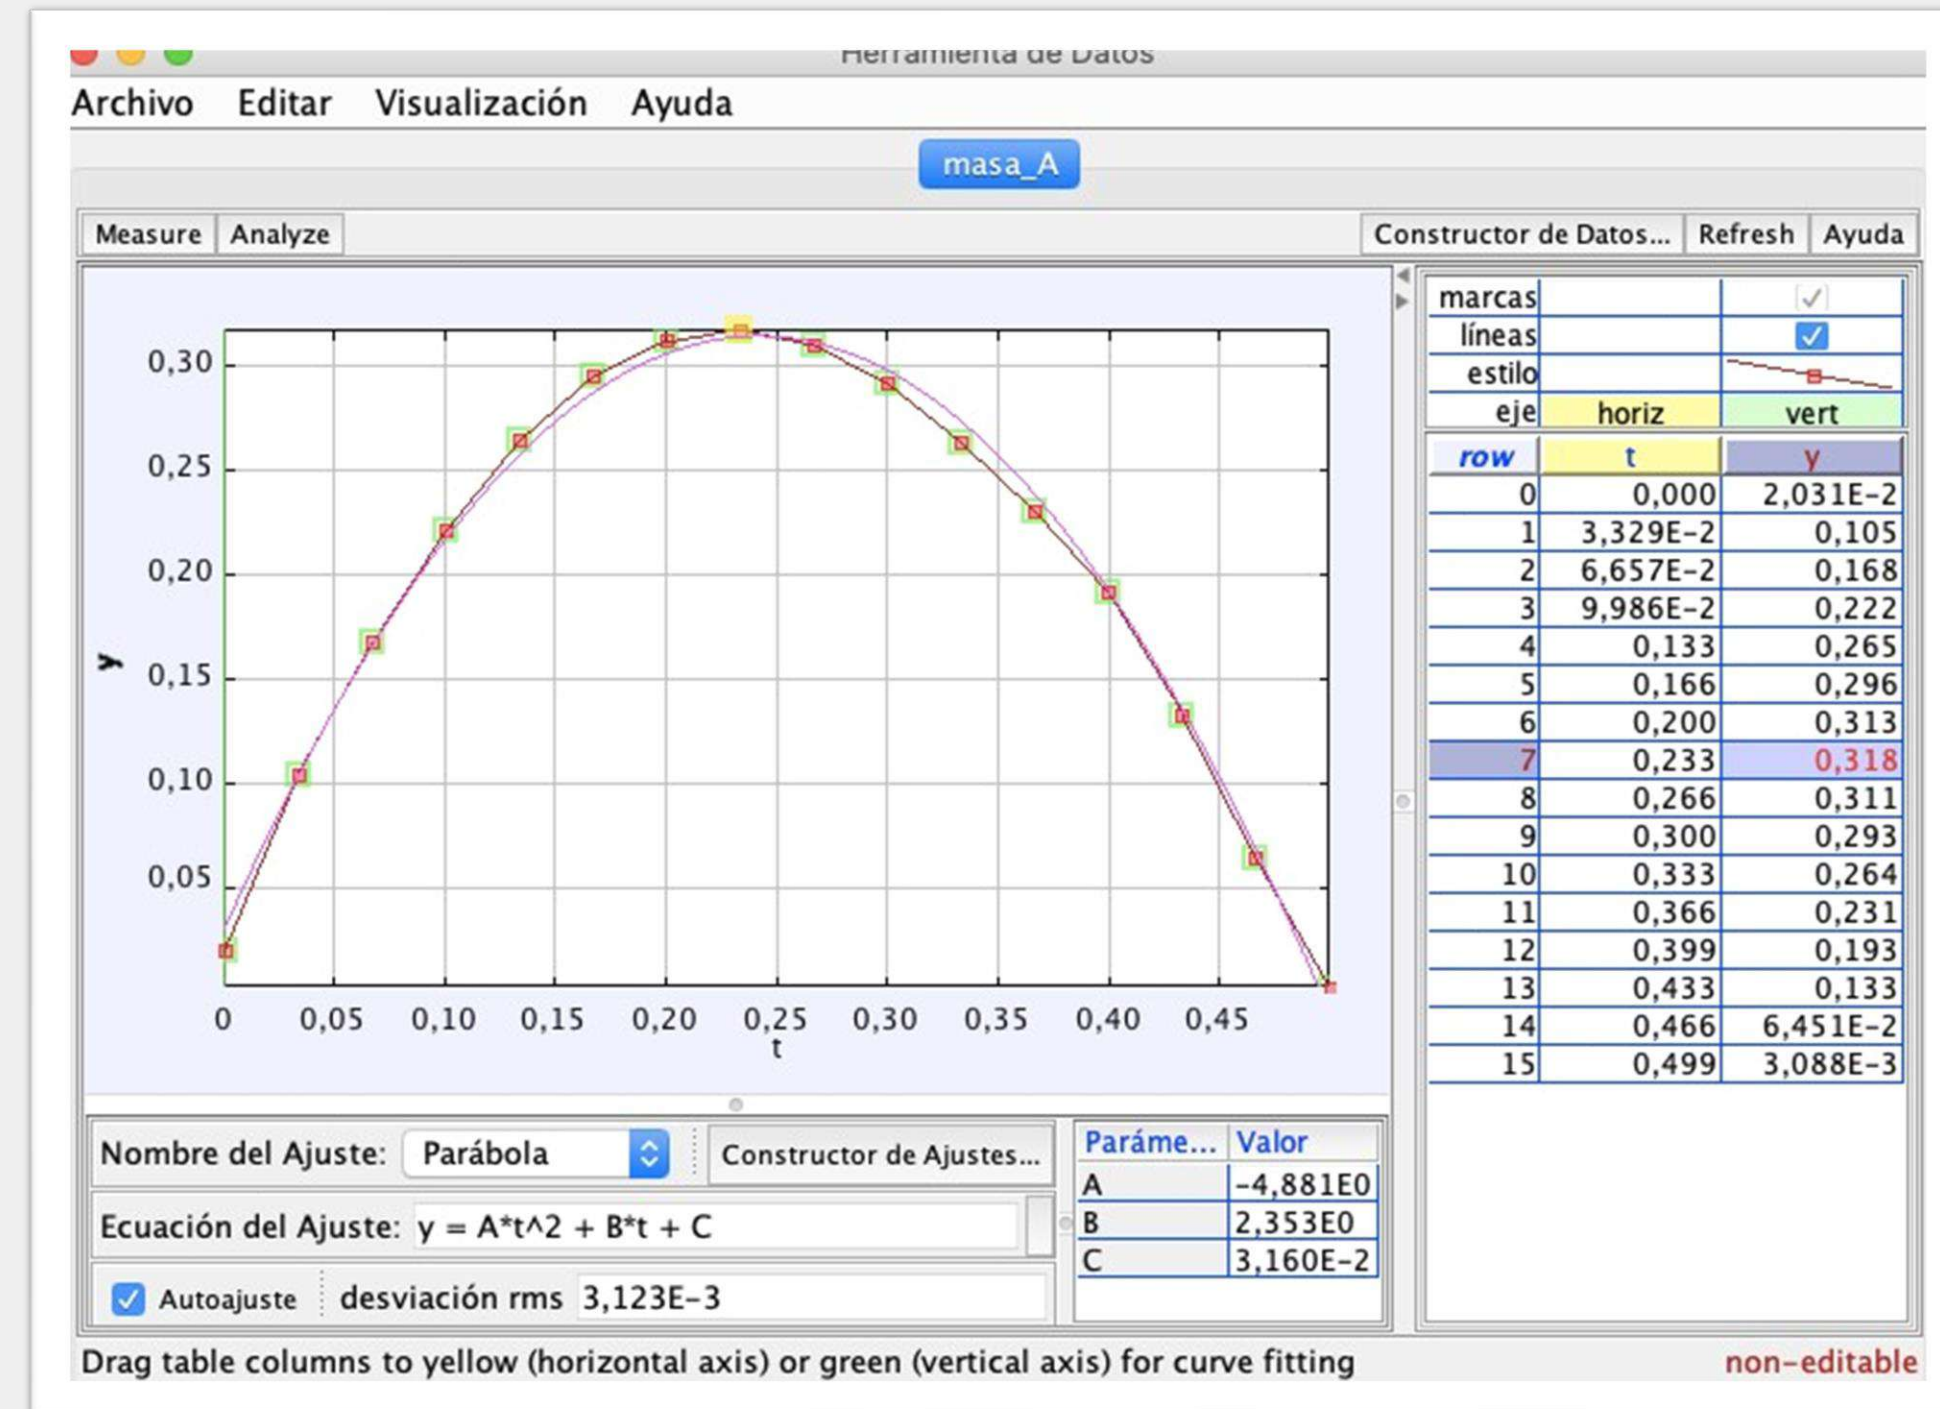 Herramienta de Datos
Archivo Editar Visualización Ayuda
masa_A
Measure Analyze Constructor de Datos... Refresh Ayuda
marcas
líneas
estilo
eje horiz vert
row t y
0 0,000 2,031E-2
1 3,329E-2 0,105
2 6,657E-2 0,168
3 9,986E-2 0,222
4 0,133 0,265
5 0,166 0,296
6 0,200 0,313
7 0,233 0,318
8 0,266 0,311
9 0,300 0,293
10 0,333 0,264
11 0,366 0,231
12 0,399 0,193
13 0,433 0,133
14 0,466 6,451E-2
15 0,499 3,088E-3
0,30
0,25
0,20
0,15
0,10
0,05
y
0 0,05 0,10 0,15 0,20 0,25 0,30 0,35 0,40 0,45
t
Nombre del Ajuste: Parábola Constructor de Ajustes...
Ecuación del Ajuste: y = A*t^2 + B*t + C
Autoajuste desviación rms 3,123E-3
Paráme... Valor
A -4,881E0
B 2,353E0
C 3,160E-2
Drag table columns to yellow (horizontal axis) or green (vertical axis) for curve fitting non-editable